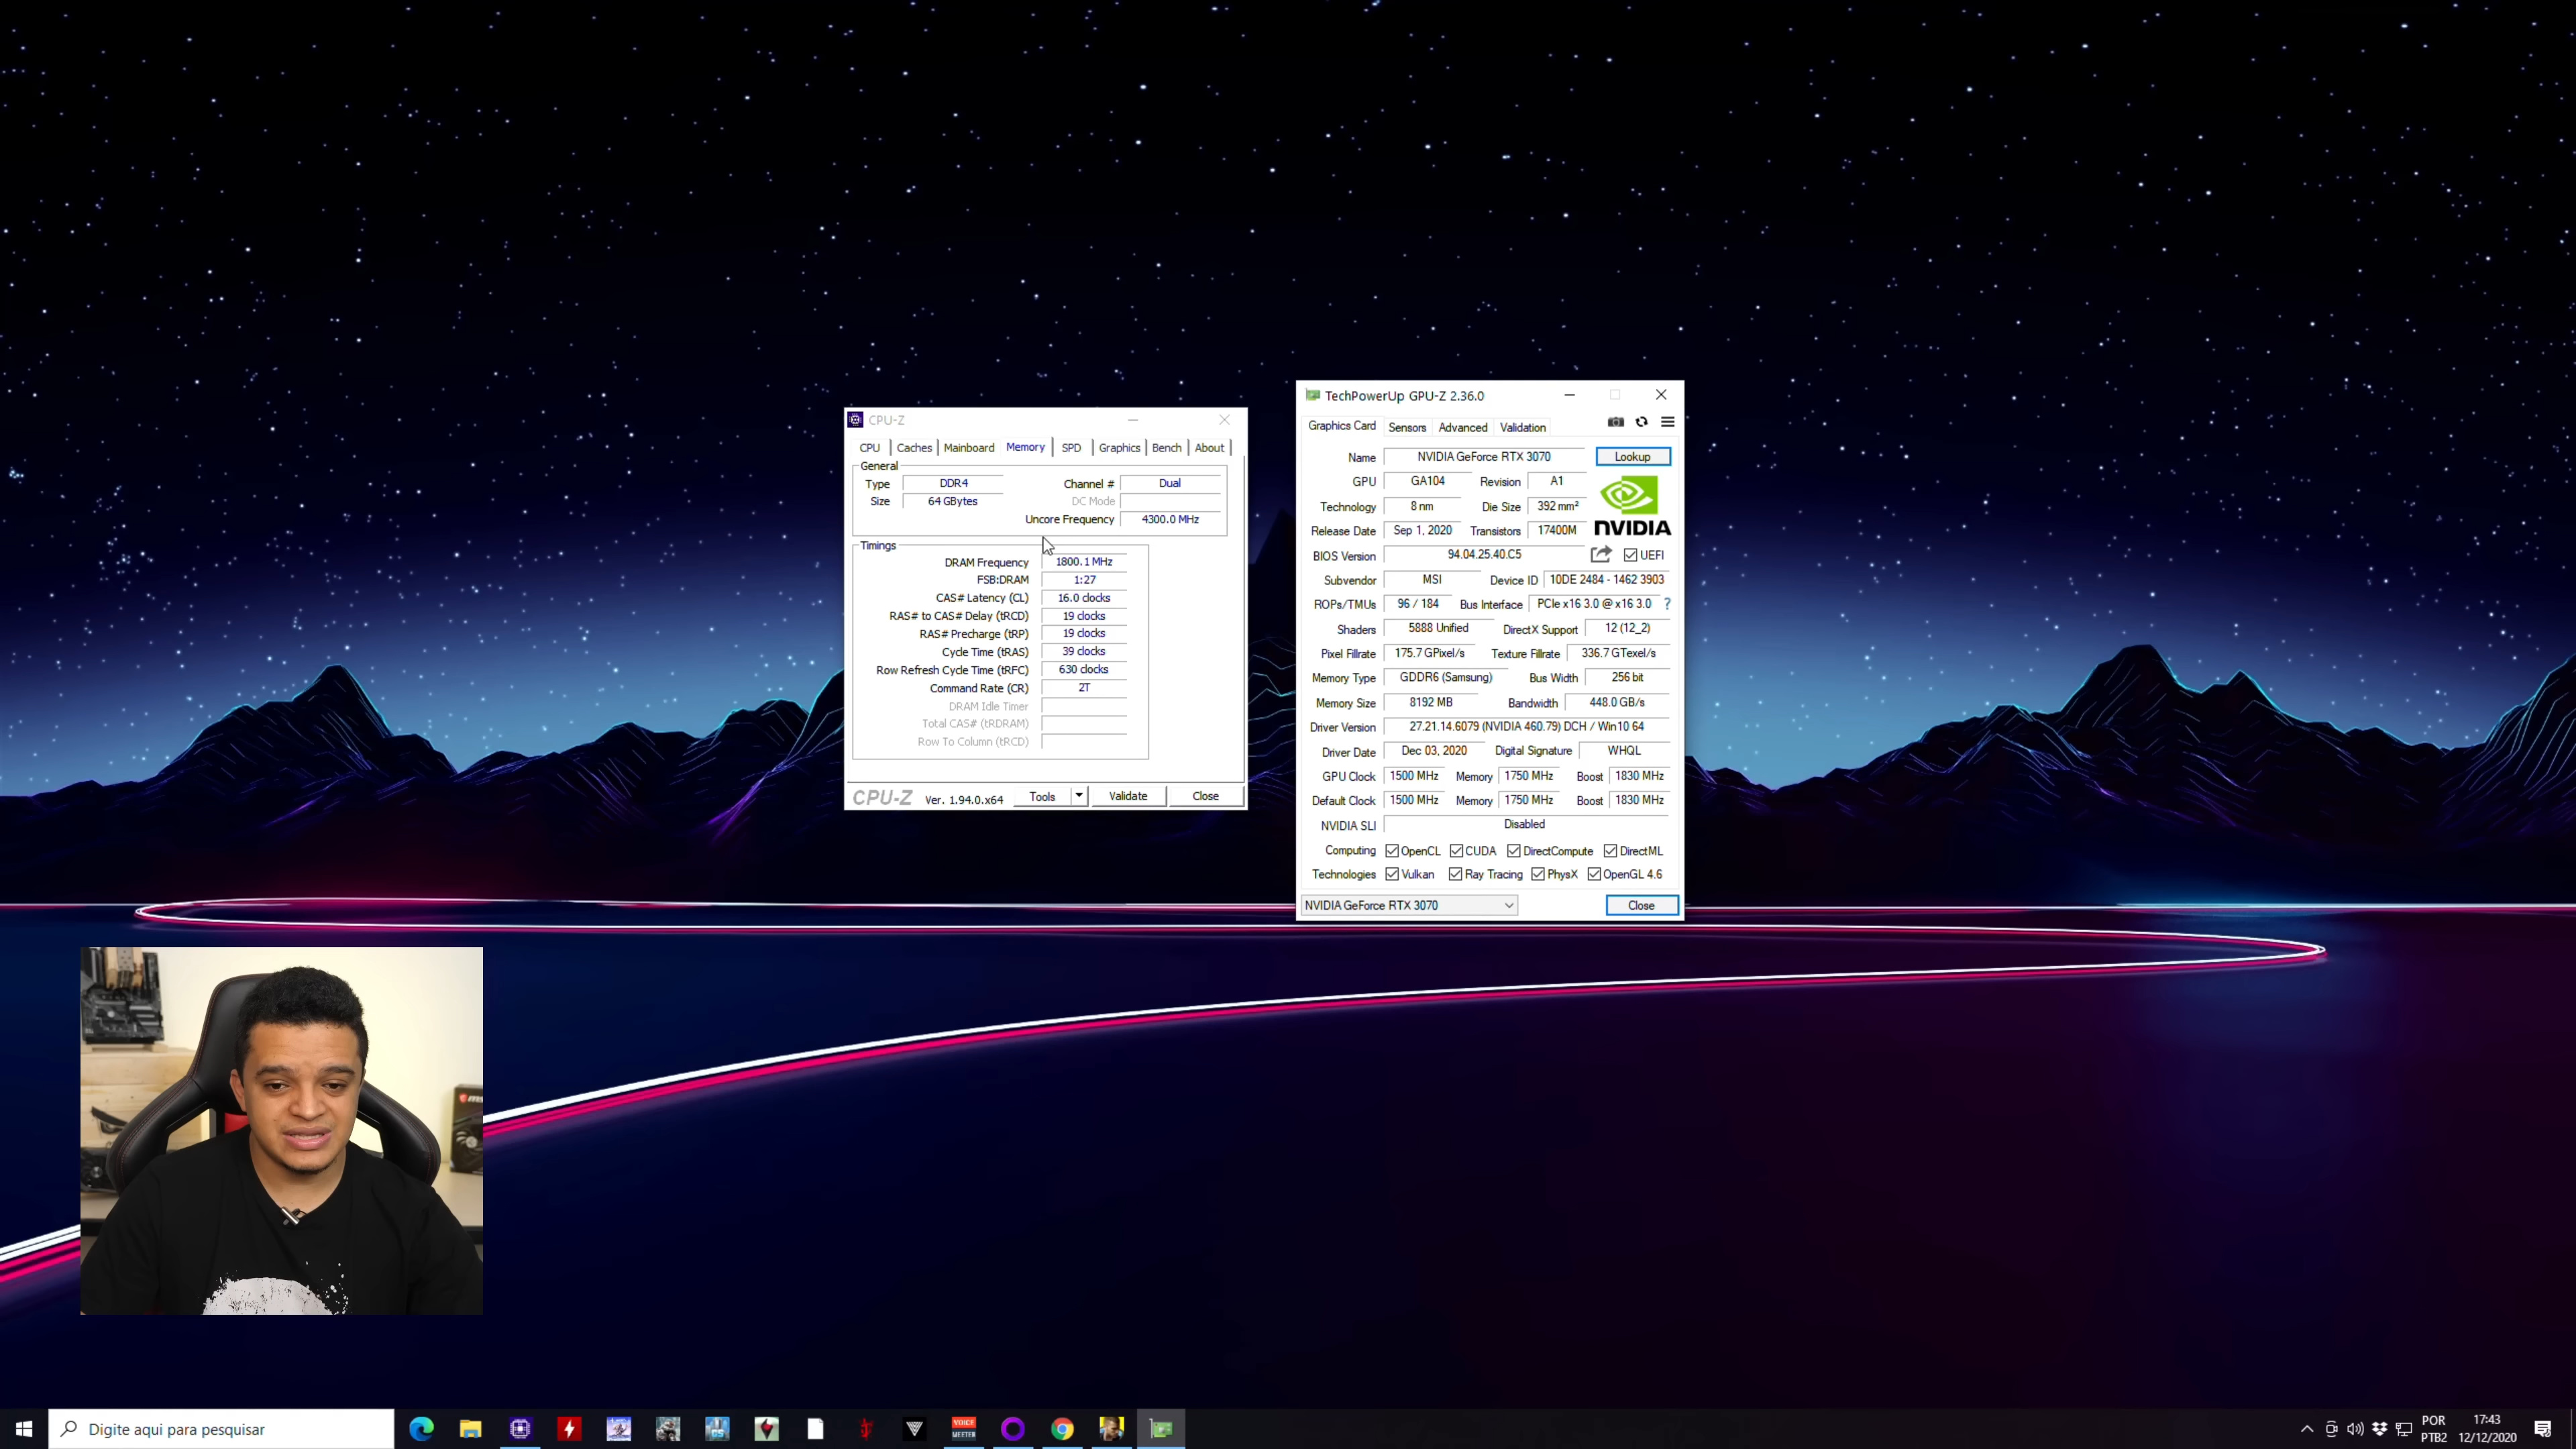 CPU-Z
CPU Caches Mainboard Memory SPD Graphics Bench About
General
Type DDR4 Channel # Dual
Size 64 GBytes DC Mode
Uncore Frequency 4300.0 MHz
Timings
DRAM Frequency 1800.1 MHz
FSB:DRAM 1:27
CAS# Latency (CL) 16.0 clocks
RAS# to CAS# Delay (tRCD) 19 clocks
RAS# Precharge (tRP) 19 clocks
Cycle Time (tRAS) 39 clocks
Row Refresh Cycle Time (tRFC) 630 clocks
Command Rate (CR) 2T
DRAM Idle Timer
Total CAS# (tRDRAM)
Row To Column (tRCD)
CPU-Z Ver. 1.94.0.x64 Tools Validate Close
TechPowerUp GPU-Z 2.36.0
Graphics Card Sensors Advanced Validation
Name NVIDIA GeForce RTX 3070 Lookup
GPU GA104 Revision A1
Technology 8 nm Die Size 392 mm²
NVIDIA
Release Date Sep 1, 2020 Transistors 17400M
BIOS Version 94.04.25.40.C5 UEFI
Subvendor MSI Device ID 10DE 2484 - 1462 3903
ROPs/TMUs 96 / 184 Bus Interface PCIe x16 3.0 @ x16 3.0 ?
Shaders 5888 Unified DirectX Support 12 (12_2)
Pixel Fillrate 175.7 GPixel/s Texture Fillrate 336.7 GTexel/s
Memory Type GDDR6 (Samsung) Bus Width 256 bit
Memory Size 8192 MB Bandwidth 448.0 GB/s
Driver Version 27.21.14.6079 (NVIDIA 460.79) DCH / Win10 64
Driver Date Dec 03, 2020 Digital Signature WHQL
GPU Clock 1500 MHz Memory 1750 MHz Boost 1830 MHz
Default Clock 1500 MHz Memory 1750 MHz Boost 1830 MHz
NVIDIA SLI Disabled
Computing OpenCL CUDA DirectCompute DirectML
Technologies Vulkan Ray Tracing PhysX OpenGL 4.6
NVIDIA GeForce RTX 3070 Close
msi
Digite aqui para pesquisar
VOICE
MEETER
POR
PTB2
17:43
12/12/2020